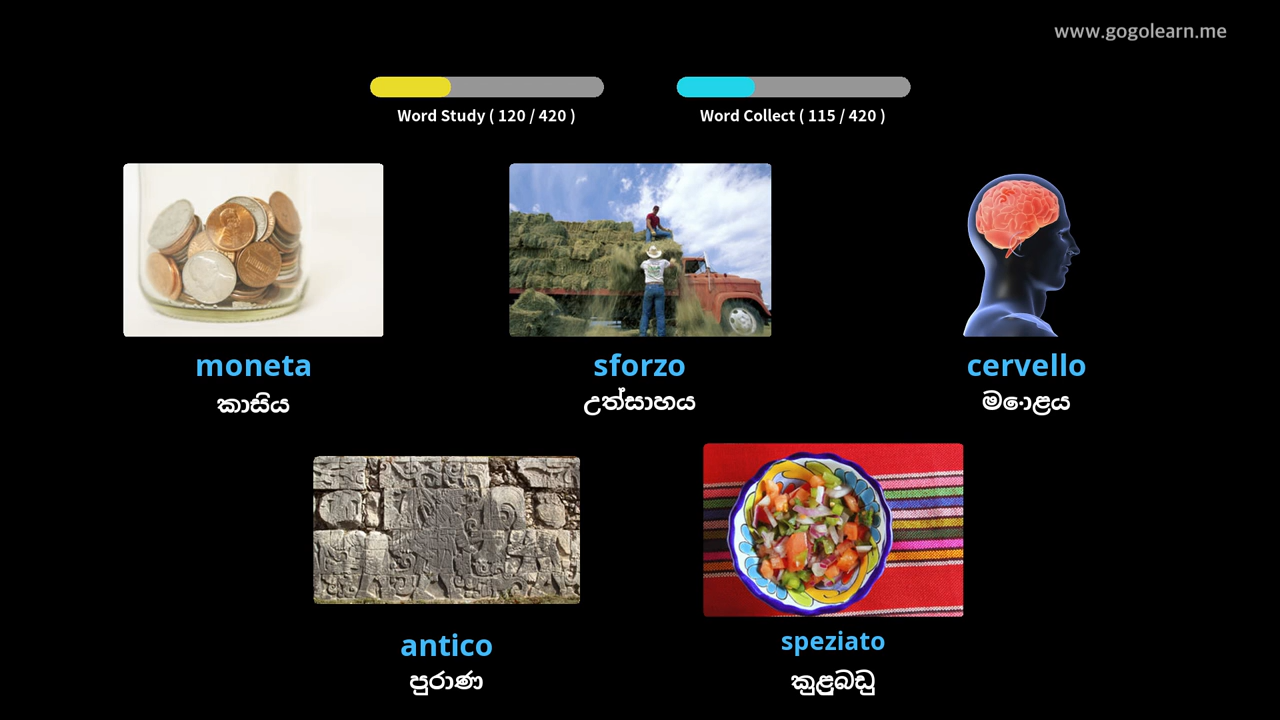 www.gogolearn.me
Word Study ( 120 / 420 )
Word Collect ( 115 / 420 )
moneta
කාසිය
sforzo
උත්සාහය
cervello
මොළය
antico
පුරාණ
speziato
කුළුබඩු